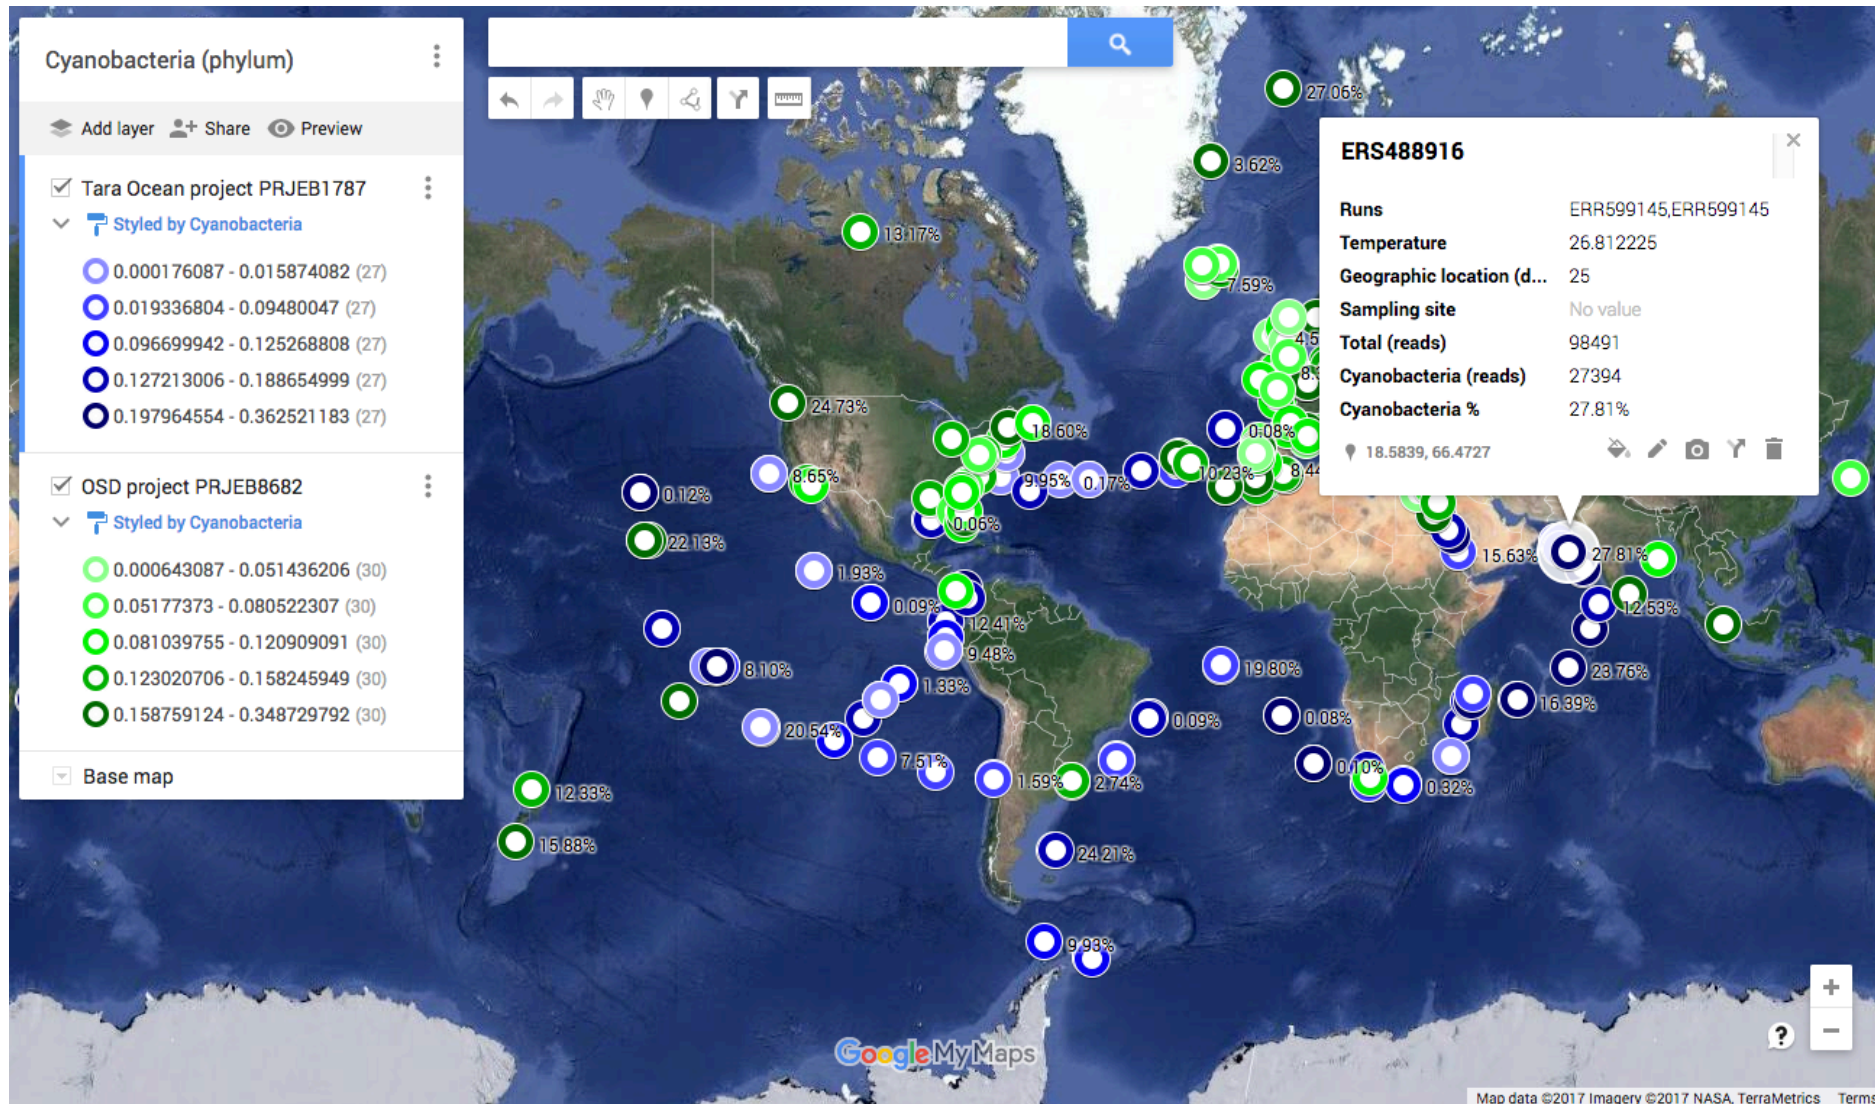 Cyanobacteria (phylum)
Add layer Share Preview
Tara Ocean project PRJEB1787
Styled by Cyanobacteria
0.000176087 - 0.015874082 (27)
0.019336804 - 0.09480047 (27)
0.096699942 - 0.125268808 (27)
0.127213006 - 0.188654999 (27)
0.197964554 - 0.362521183 (27)
OSD project PRJEB8682
Styled by Cyanobacteria
0.000643087 - 0.051436206 (30)
0.05177373 - 0.080522307 (30)
0.081039755 - 0.120909091 (30)
0.123020706 - 0.158245949 (30)
0.158759124 - 0.348729792 (30)
Base map
ERS488916
Runs ERR599145,ERR599145
Temperature 26.812225
Geographic location (d... 25
Sampling site No value
Total (reads) 98491
Cyanobacteria (reads) 27394
Cyanobacteria % 27.81%
18.5839, 66.4727
27.06%
3.62%
13.17%
7.59%
24.73%
18.60%
0.08%
8.65%
9.95%
0.17%
10.23%
0.12%
0.06%
22.13%
15.63%
27.81%
1.93%
0.09%
12.53%
12.41%
9.48%
8.10%
19.80%
23.76%
1.33%
16.39%
20.54%
0.09%
0.08%
7.51%
1.59%
2.74%
0.10%
0.32%
12.33%
15.88%
24.21%
9.93%
Google My Maps
?
Map data ©2017 Imagery ©2017 NASA, TerraMetrics